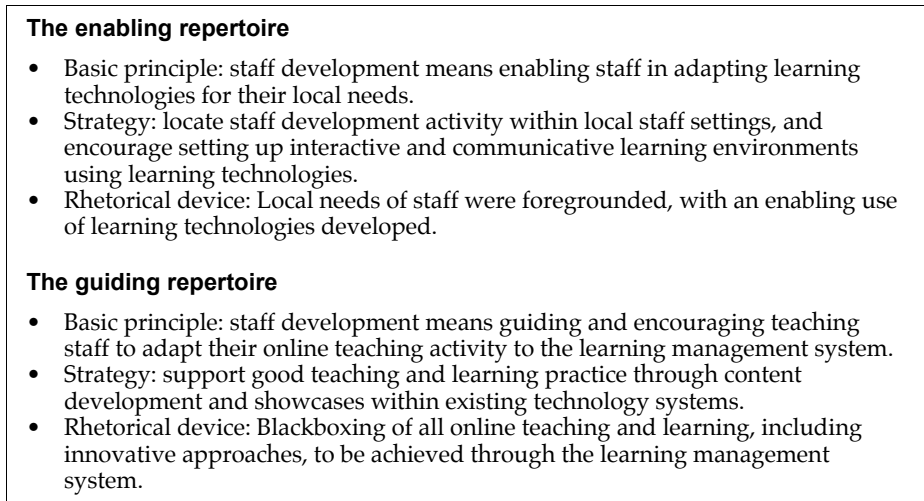 The enabling repertoire
• Basic principle: staff development means enabling staff in adapting learning
technologies for their local needs.
• Strategy: locate staff development activity within local staff settings, and
encourage setting up interactive and communicative learning environments
using learning technologies.
• Rhetorical device: Local needs of staff were foregrounded, with an enabling use
of learning technologies developed.
The guiding repertoire
• Basic principle: staff development means guiding and encouraging teaching
staff to adapt their online teaching activity to the learning management system.
• Strategy: support good teaching and learning practice through content
development and showcases within existing technology systems.
• Rhetorical device: Blackboxing of all online teaching and learning, including
innovative approaches, to be achieved through the learning management
system.